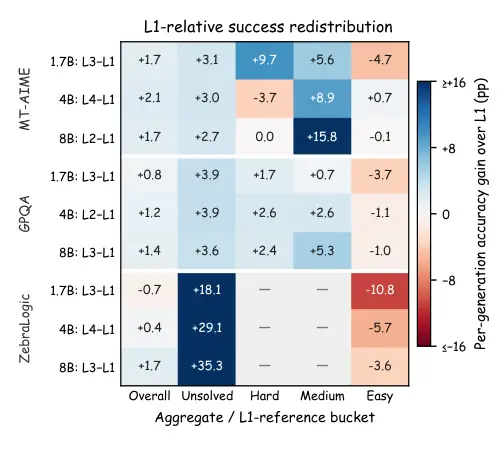 L1-relative success redistribution
MT-AIME
1.7B: L3–L1 +1.7 +3.1 +9.7 +5.6 -4.7
4B: L4–L1 +2.1 +3.0 -3.7 +8.9 +0.7
8B: L2–L1 +1.7 +2.7 0.0 +15.8 -0.1
GPQA
1.7B: L3–L1 +0.8 +3.9 +1.7 +0.7 -3.7
4B: L2–L1 +1.2 +3.9 +2.6 +2.6 -1.1
8B: L3–L1 +1.4 +3.6 +2.4 +5.3 -1.0
ZebraLogic
1.7B: L3–L1 -0.7 +18.1 — — -10.8
4B: L4–L1 +0.4 +29.1 — — -5.7
8B: L3–L1 +1.7 +35.3 — — -3.6
Overall Unsolved Hard Medium Easy
Aggregate / L1-reference bucket
≥+16
+8
0
−8
≤−16
Per-generation accuracy gain over L1 (pp)